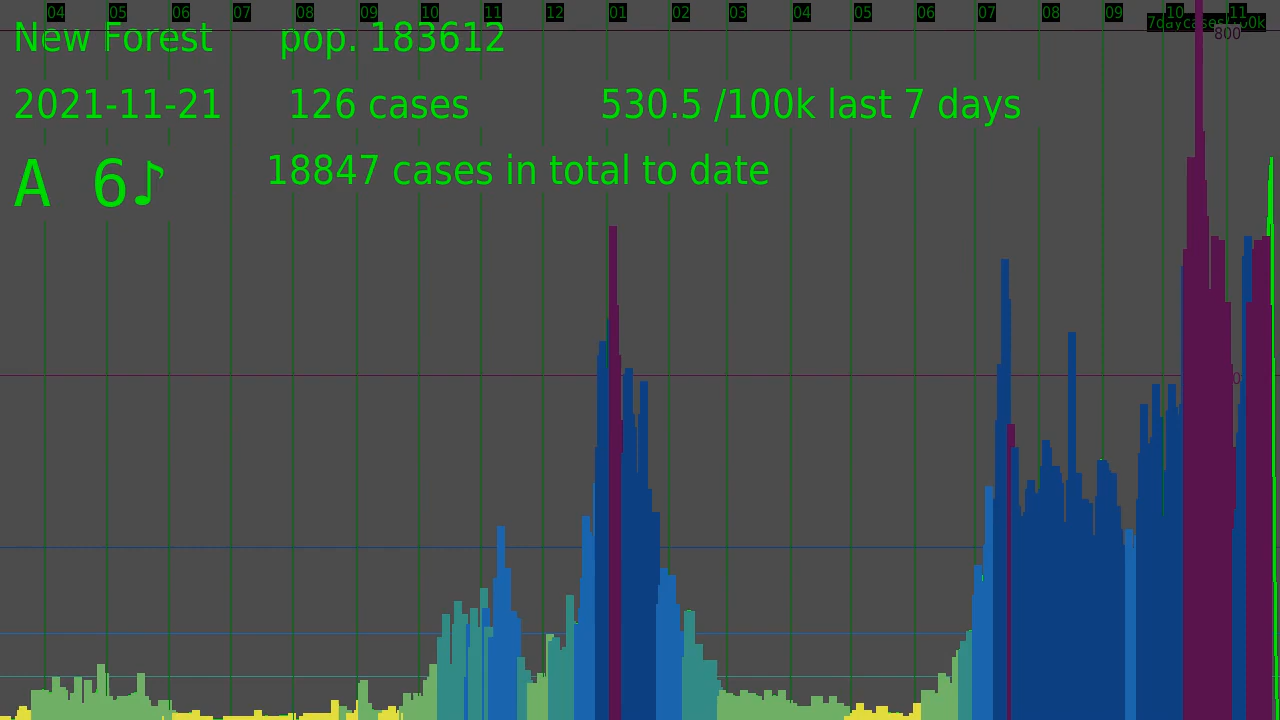 04 05 06 07 08 09 10 11 12 01 02 03 04 05 06 07 08 09 10 11
7daycases/100k
800
New Forest pop. 183612
2021-11-21 126 cases 530.5 /100k last 7 days
A 6♪ 18847 cases in total to date